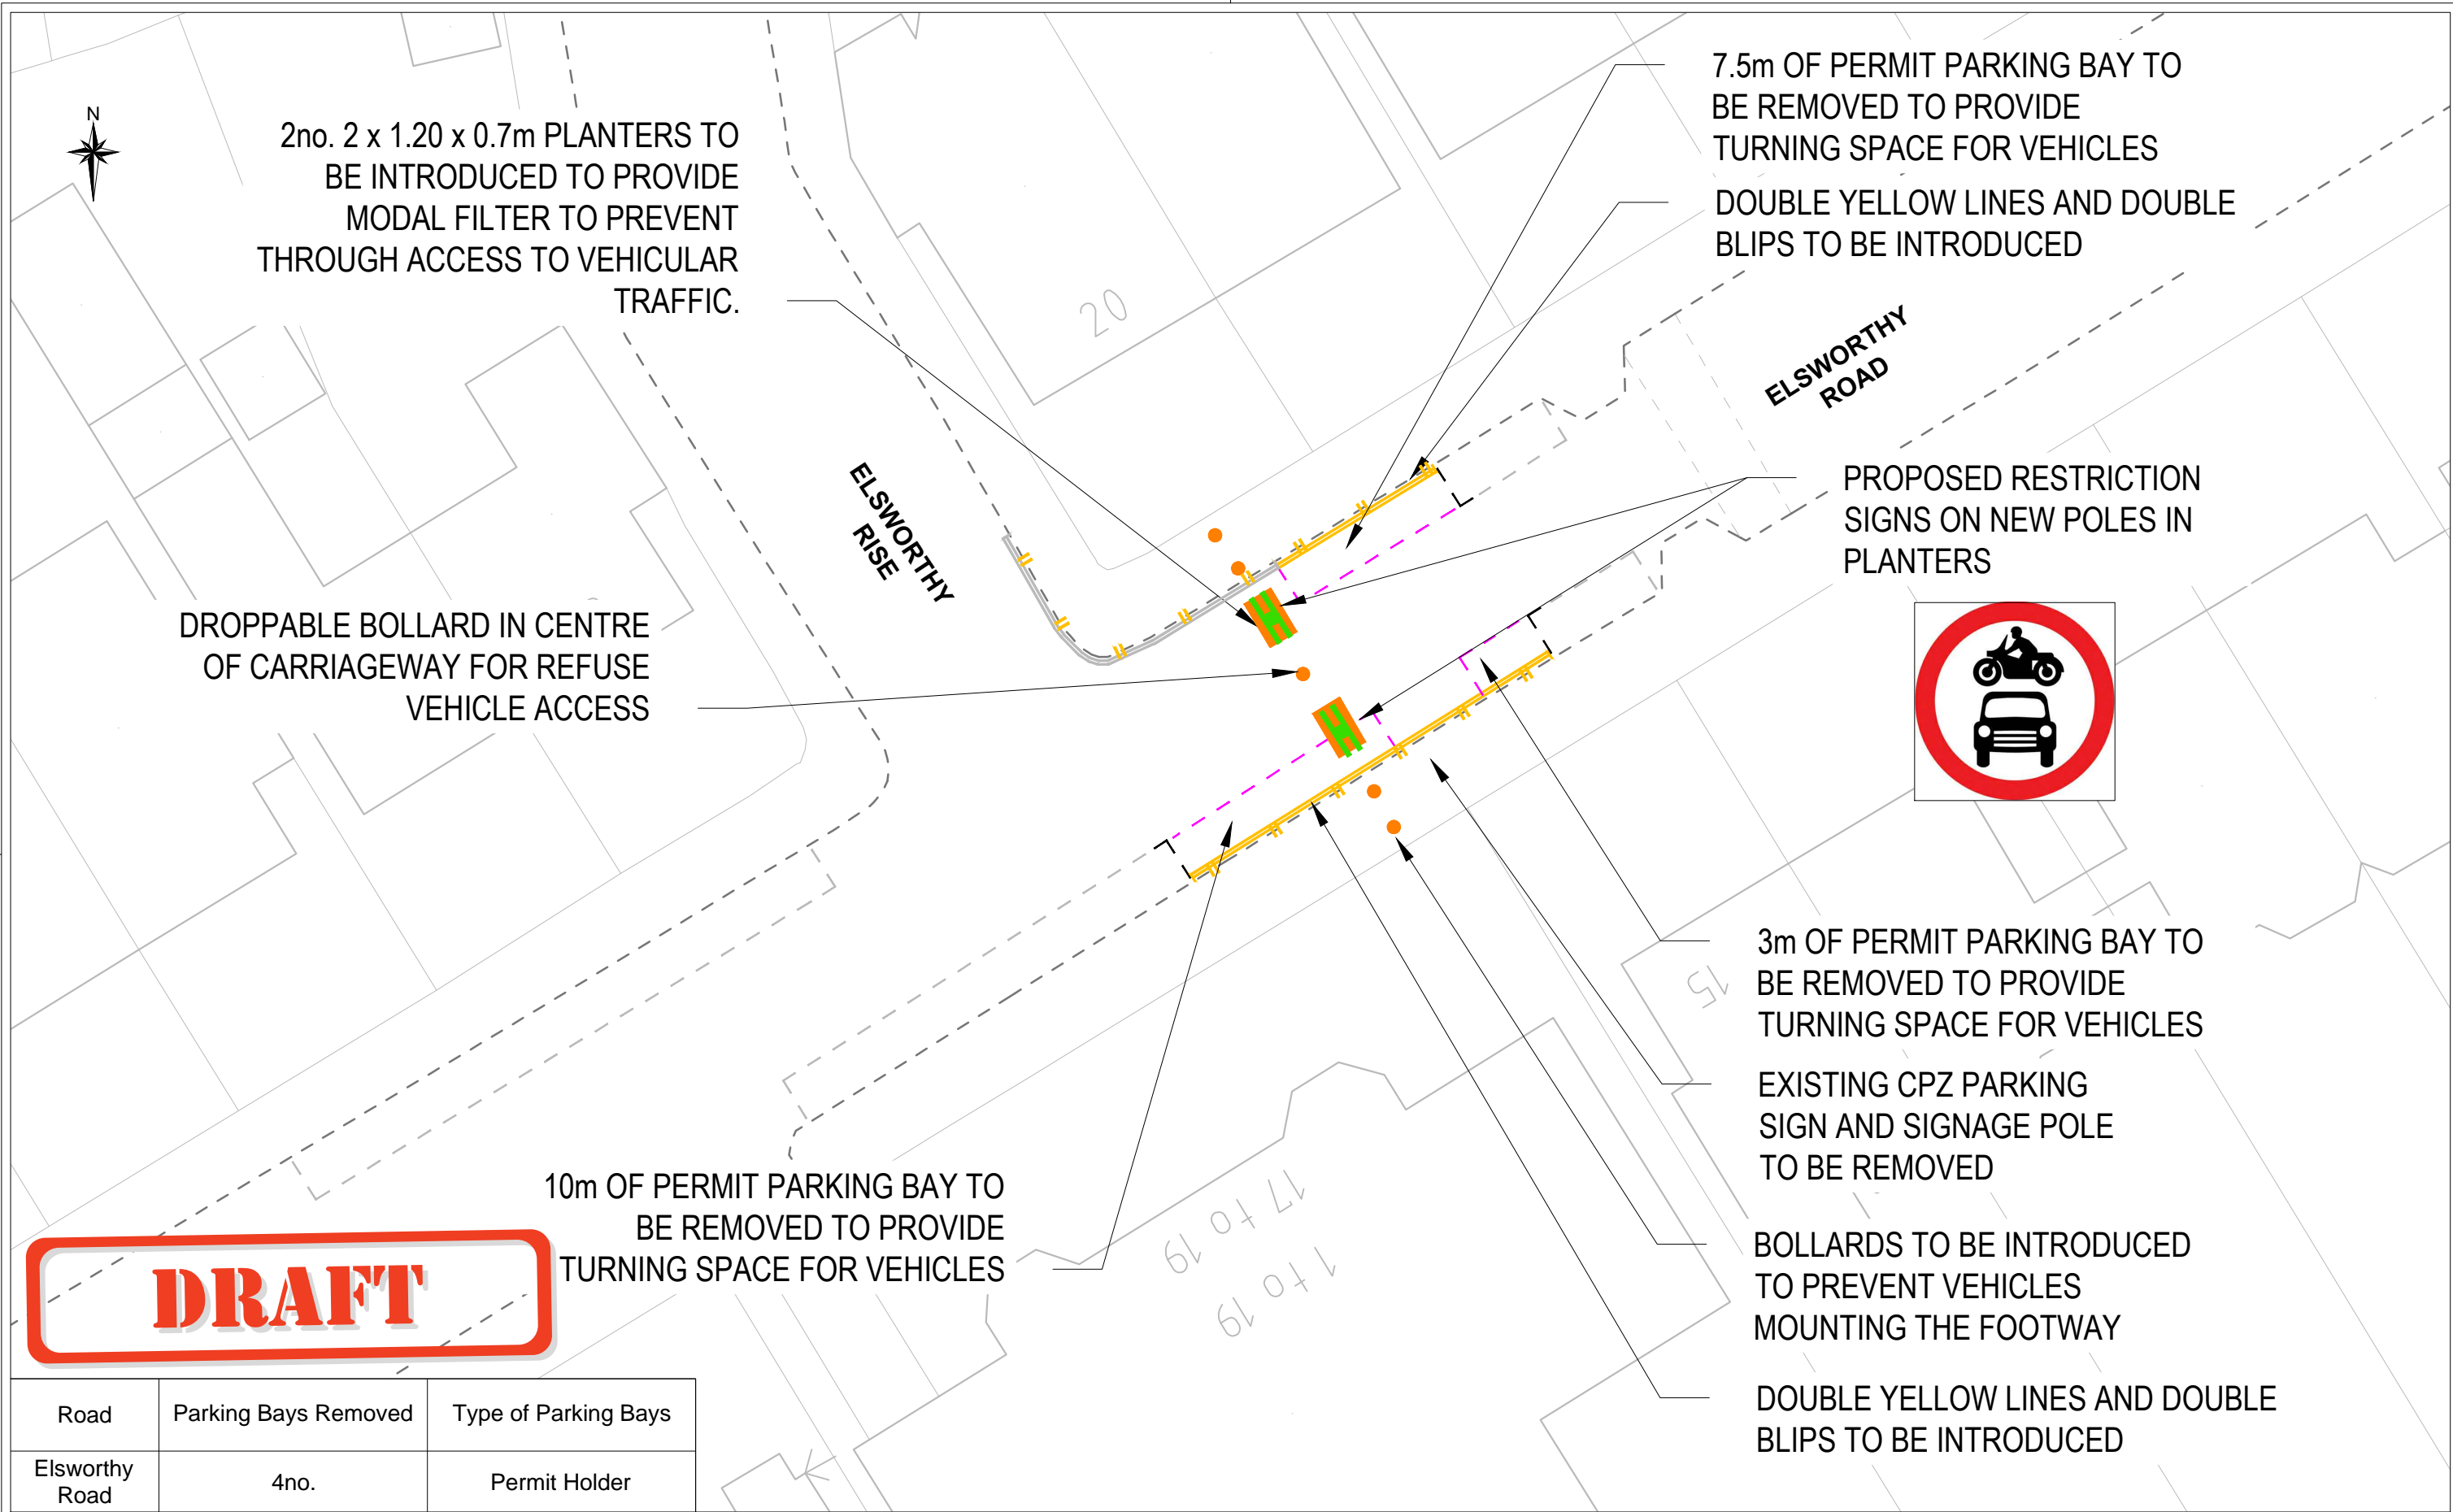 N
2no. 2 x 1.20 x 0.7m PLANTERS TO
BE INTRODUCED TO PROVIDE
MODAL FILTER TO PREVENT
THROUGH ACCESS TO VEHICULAR
TRAFFIC.
7.5m OF PERMIT PARKING BAY TO
BE REMOVED TO PROVIDE
TURNING SPACE FOR VEHICLES
DOUBLE YELLOW LINES AND DOUBLE
BLIPS TO BE INTRODUCED
20
ELSWORTHY
ROAD
ELSWORTHY
RISE
PROPOSED RESTRICTION
SIGNS ON NEW POLES IN
PLANTERS
DROPPABLE BOLLARD IN CENTRE
OF CARRIAGEWAY FOR REFUSE
VEHICLE ACCESS
3m OF PERMIT PARKING BAY TO
BE REMOVED TO PROVIDE
TURNING SPACE FOR VEHICLES
15
EXISTING CPZ PARKING
SIGN AND SIGNAGE POLE
TO BE REMOVED
10m OF PERMIT PARKING BAY TO
BE REMOVED TO PROVIDE
TURNING SPACE FOR VEHICLES
17 to 19
1 to 19
BOLLARDS TO BE INTRODUCED
TO PREVENT VEHICLES
MOUNTING THE FOOTWAY
DOUBLE YELLOW LINES AND DOUBLE
BLIPS TO BE INTRODUCED
DRAFT
Road Parking Bays Removed Type of Parking Bays
Elsworthy
Road 4no. Permit Holder